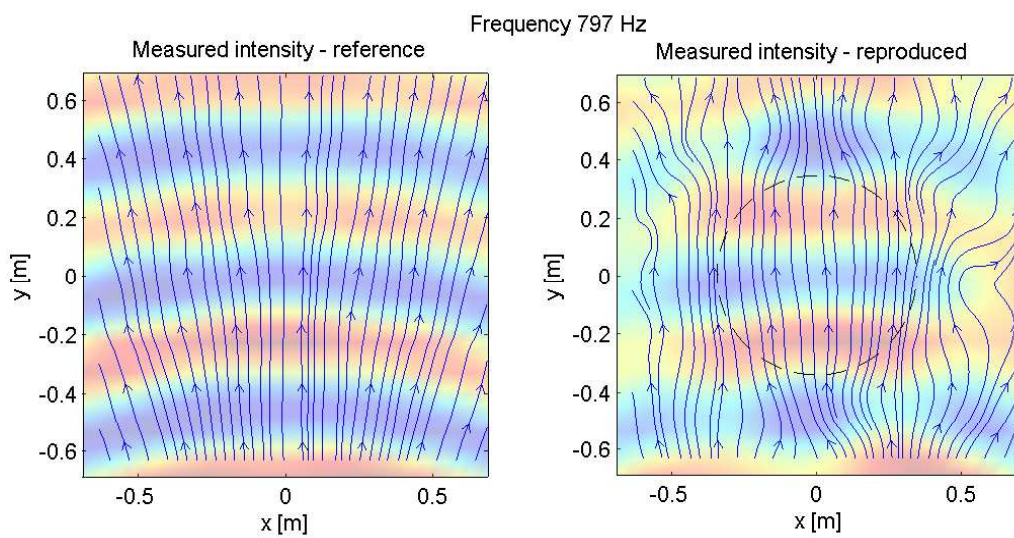 Frequency 797 Hz
Measured intensity - reference
Measured intensity - reproduced
0.6
0.4
0.2
0
-0.2
-0.4
-0.6
y [m]
-0.5
0
0.5
x [m]
0.6
0.4
0.2
0
-0.2
-0.4
-0.6
y [m]
-0.5
0
0.5
x [m]